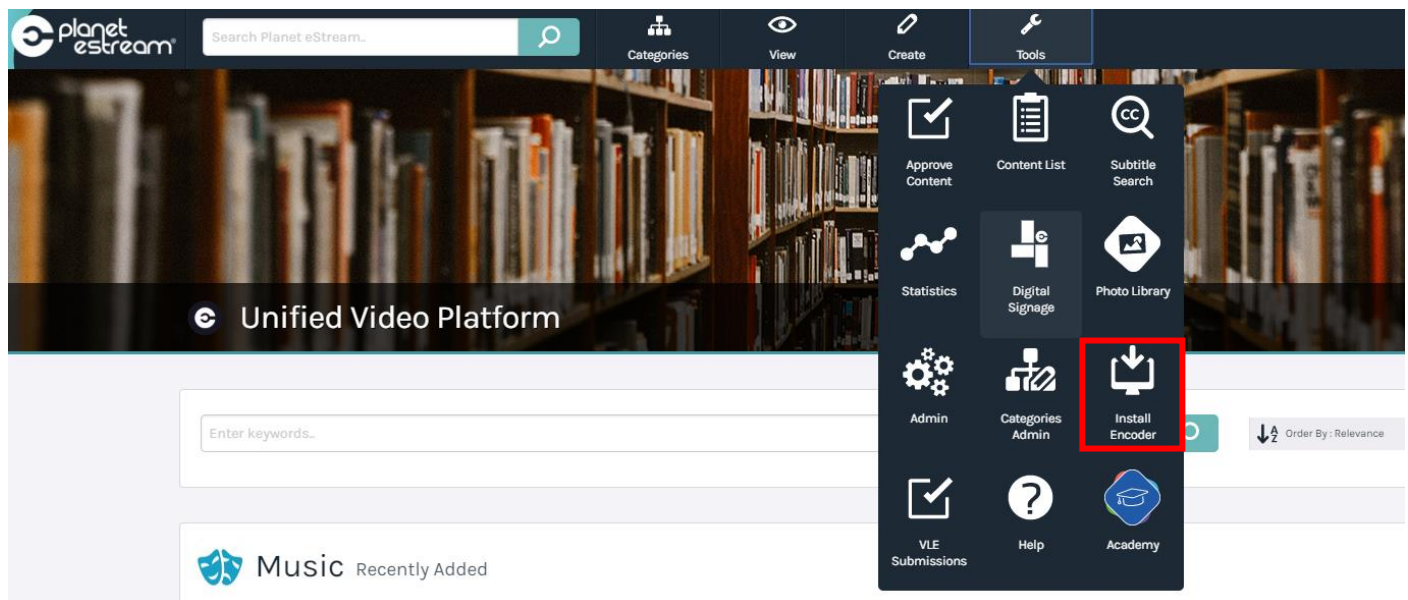 planet
estream®
Search Planet eStream..
Categories
View
Create
Tools
Approve
Content
Content List
CC
Subtitle
Search
Statistics
Digital
Signage
Photo Library
Unified Video Platform
Admin
Categories
Admin
Install
Encoder
Enter keywords..
A
Z
Order By : Relevance
VLE
Submissions
?
Help
Academy
Music Recently Added